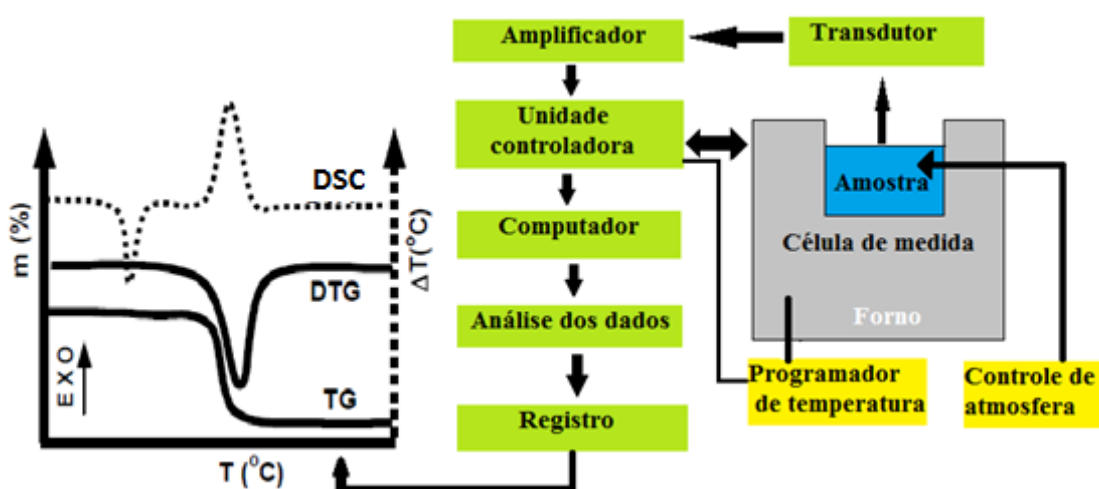 Amplificador
Transdutor
Unidade
controladora
Amostra
Computador
Célula de medida
Análise dos dados
Forno
Programador
de temperatura
Controle de
atmosfera
Registro
m (%)
DSC
DTG
TG
EXO
ΔT(°C)
T (°C)